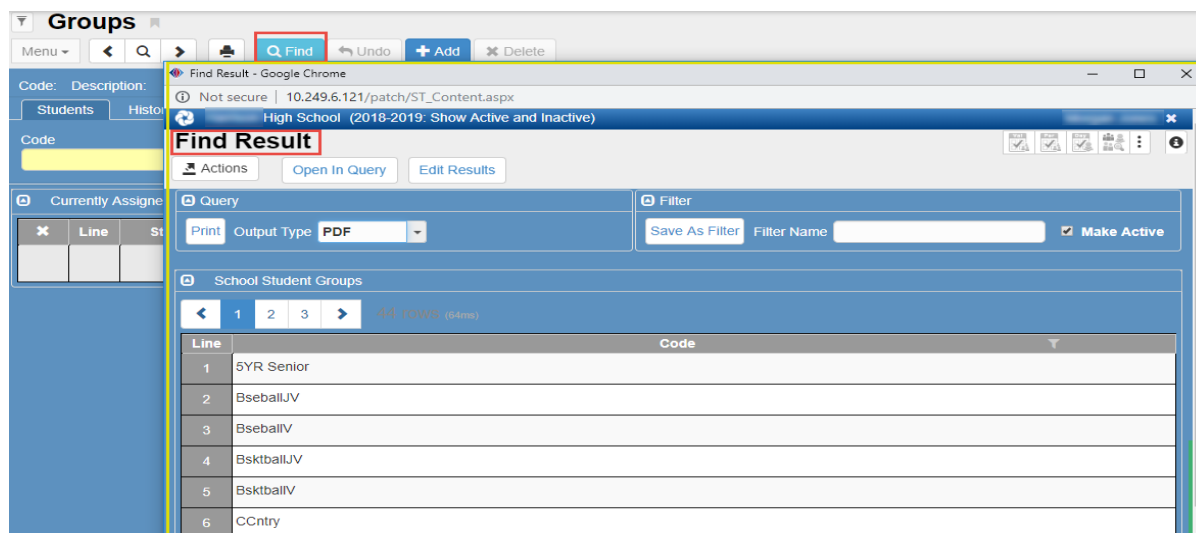 Groups
Menu Find Undo Add Delete
Find Result - Google Chrome
Code: Description:
Not secure | 10.249.6.121/patch/ST_Content.aspx
Students Histor
High School (2018-2019: Show Active and Inactive)
Code
Find Result
Actions Open In Query Edit Results
Currently Assigne
Query Filter
Line St
Print Output Type PDF Save As Filter Filter Name Make Active
School Student Groups
1 2 3 (64ms)
Line Code
1 5YR Senior
2 BseballJV
3 BseballV
4 BsktballJV
5 BsktballV
6 CCntry